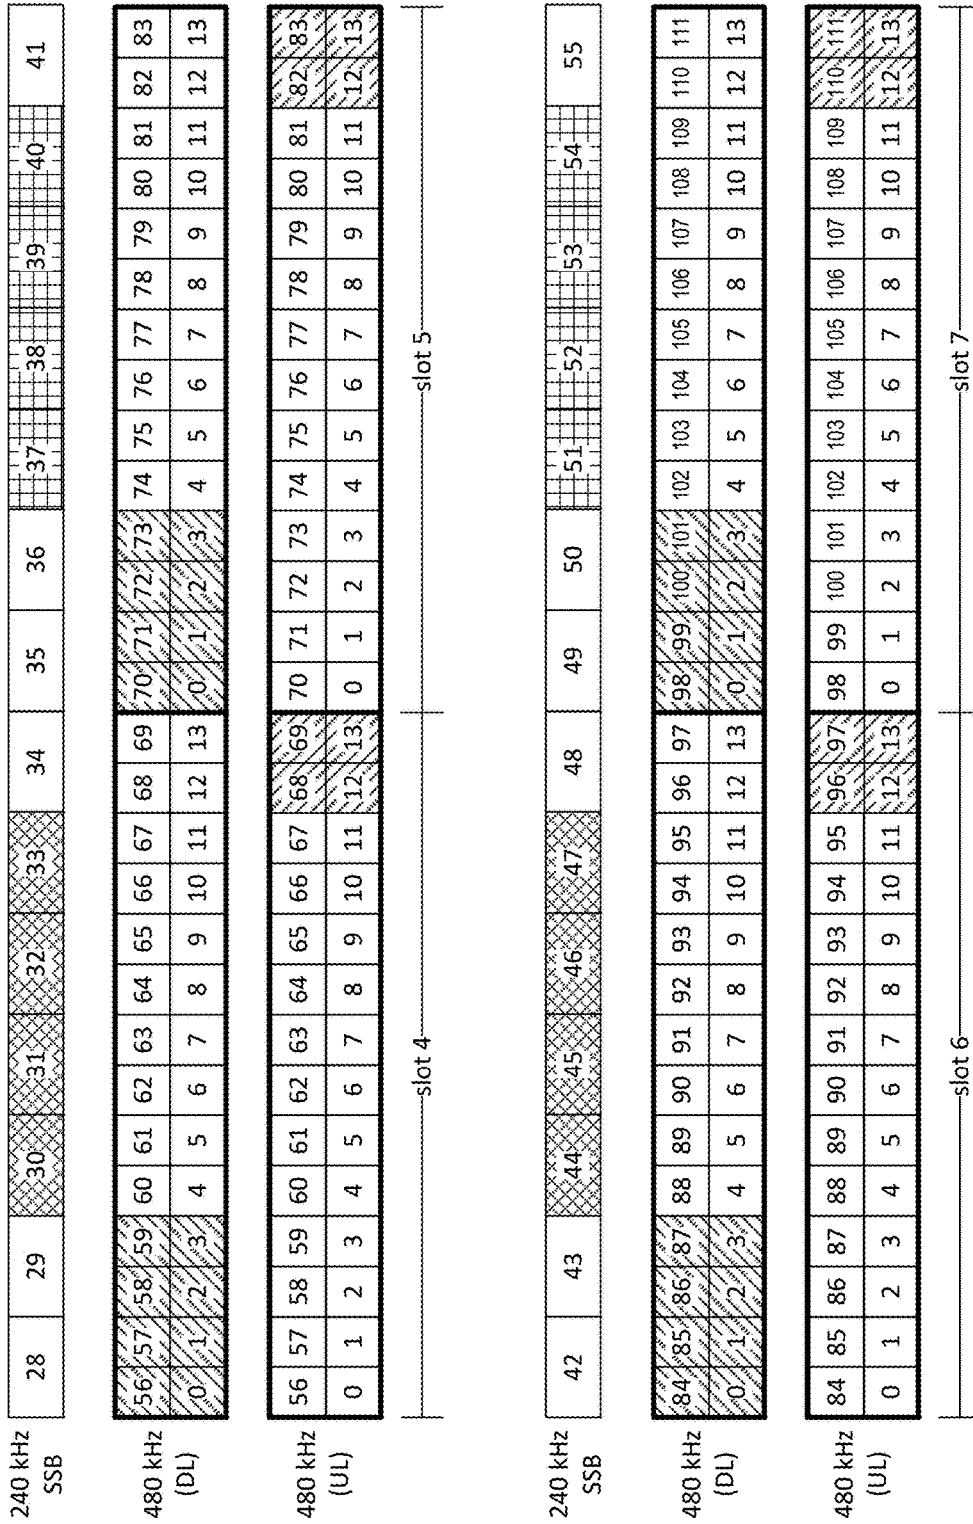 240 kHz SSB 28 29 30 31 32 33 34 35 36 37 38 39 40 41
480 kHz (DL) 56 57 58 59 60 61 62 63 64 65 66 67 68 69 70 71 72 73 74 75 76 77 78 79 80 81 82 83
0 1 2 3 4 5 6 7 8 9 10 11 12 13 0 1 2 3 4 5 6 7 8 9 10 11 12 13
480 kHz (UL) 56 57 58 59 60 61 62 63 64 65 66 67 68 69 70 71 72 73 74 75 76 77 78 79 80 81 82 83
0 1 2 3 4 5 6 7 8 9 10 11 12 13 0 1 2 3 4 5 6 7 8 9 10 11 12 13
slot 4 slot 5
240 kHz SSB 42 43 44 45 46 47 48 49 50 51 52 53 54 55
480 kHz (DL) 84 85 86 87 88 89 90 91 92 93 94 95 96 97 98 99 100 101 102 103 104 105 106 107 108 109 110 111
0 1 2 3 4 5 6 7 8 9 10 11 12 13 0 1 2 3 4 5 6 7 8 9 10 11 12 13
480 kHz (UL) 84 85 86 87 88 89 90 91 92 93 94 95 96 97 98 99 100 101 102 103 104 105 106 107 108 109 110 111
0 1 2 3 4 5 6 7 8 9 10 11 12 13 0 1 2 3 4 5 6 7 8 9 10 11 12 13
slot 6 slot 7